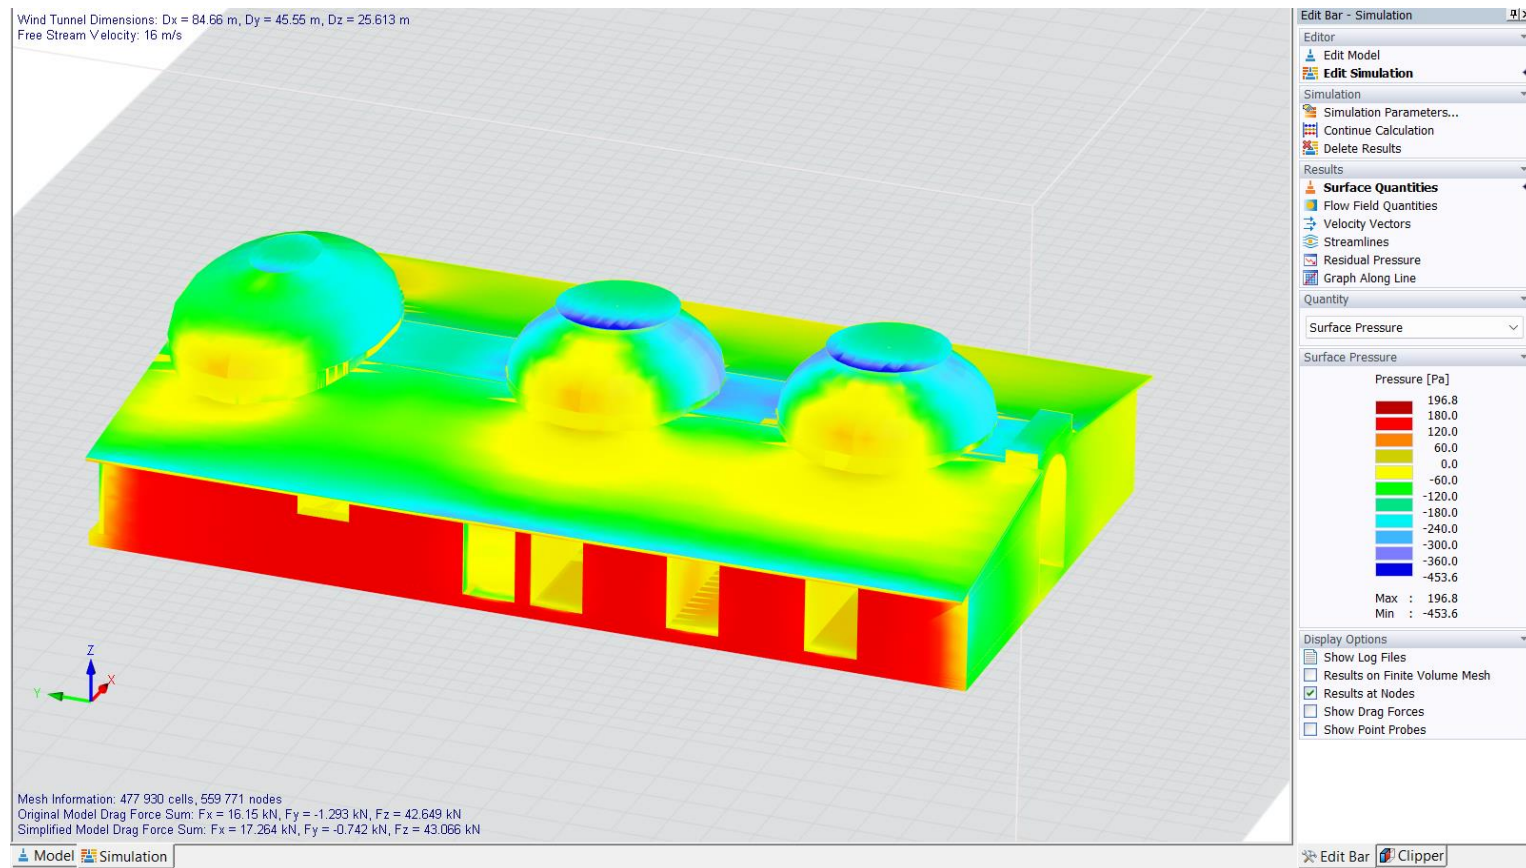 Wind Tunnel Dimensions: Dx = 84.66 m, Dy = 45.55 m, Dz = 25.613 m
Free Stream Velocity: 16 m/s
Z
X
Y
Mesh Information: 477 930 cells, 559 771 nodes
Original Model Drag Force Sum: Fx = 16.15 kN, Fy = -1.293 kN, Fz = 42.649 kN
Simplified Model Drag Force Sum: Fx = 17.264 kN, Fy = -0.742 kN, Fz = 43.066 kN
Model
Simulation
Edit Bar - Simulation
Editor
Edit Model
Edit Simulation
Simulation
Simulation Parameters...
Continue Calculation
Delete Results
Results
Surface Quantities
Flow Field Quantities
Velocity Vectors
Streamlines
Residual Pressure
Graph Along Line
Quantity
Surface Pressure
Surface Pressure
Pressure [Pa]
196.8
180.0
120.0
60.0
0.0
-60.0
-120.0
-180.0
-240.0
-300.0
-360.0
-453.6
Max : 196.8
Min : -453.6
Display Options
Show Log Files
Results on Finite Volume Mesh
Results at Nodes
Show Drag Forces
Show Point Probes
Edit Bar
Clipper